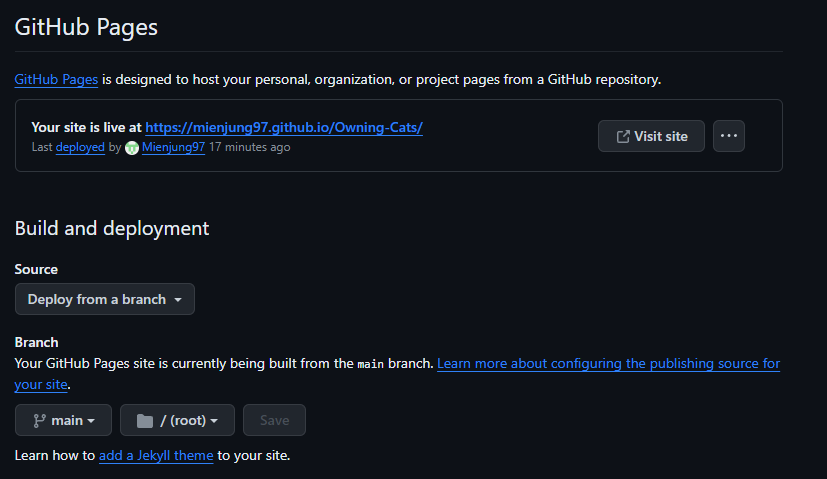 GitHub Pages
GitHub Pages is designed to host your personal, organization, or project pages from a GitHub repository.
Your site is live at https://mienjung97.github.io/Owning-Cats/
Last deployed by Mienjung97 17 minutes ago
Visit site
Build and deployment
Source
Deploy from a branch
Branch
Your GitHub Pages site is currently being built from the main branch. Learn more about configuring the publishing source for
your site.
main
/ (root)
Save
Learn how to add a Jekyll theme to your site.